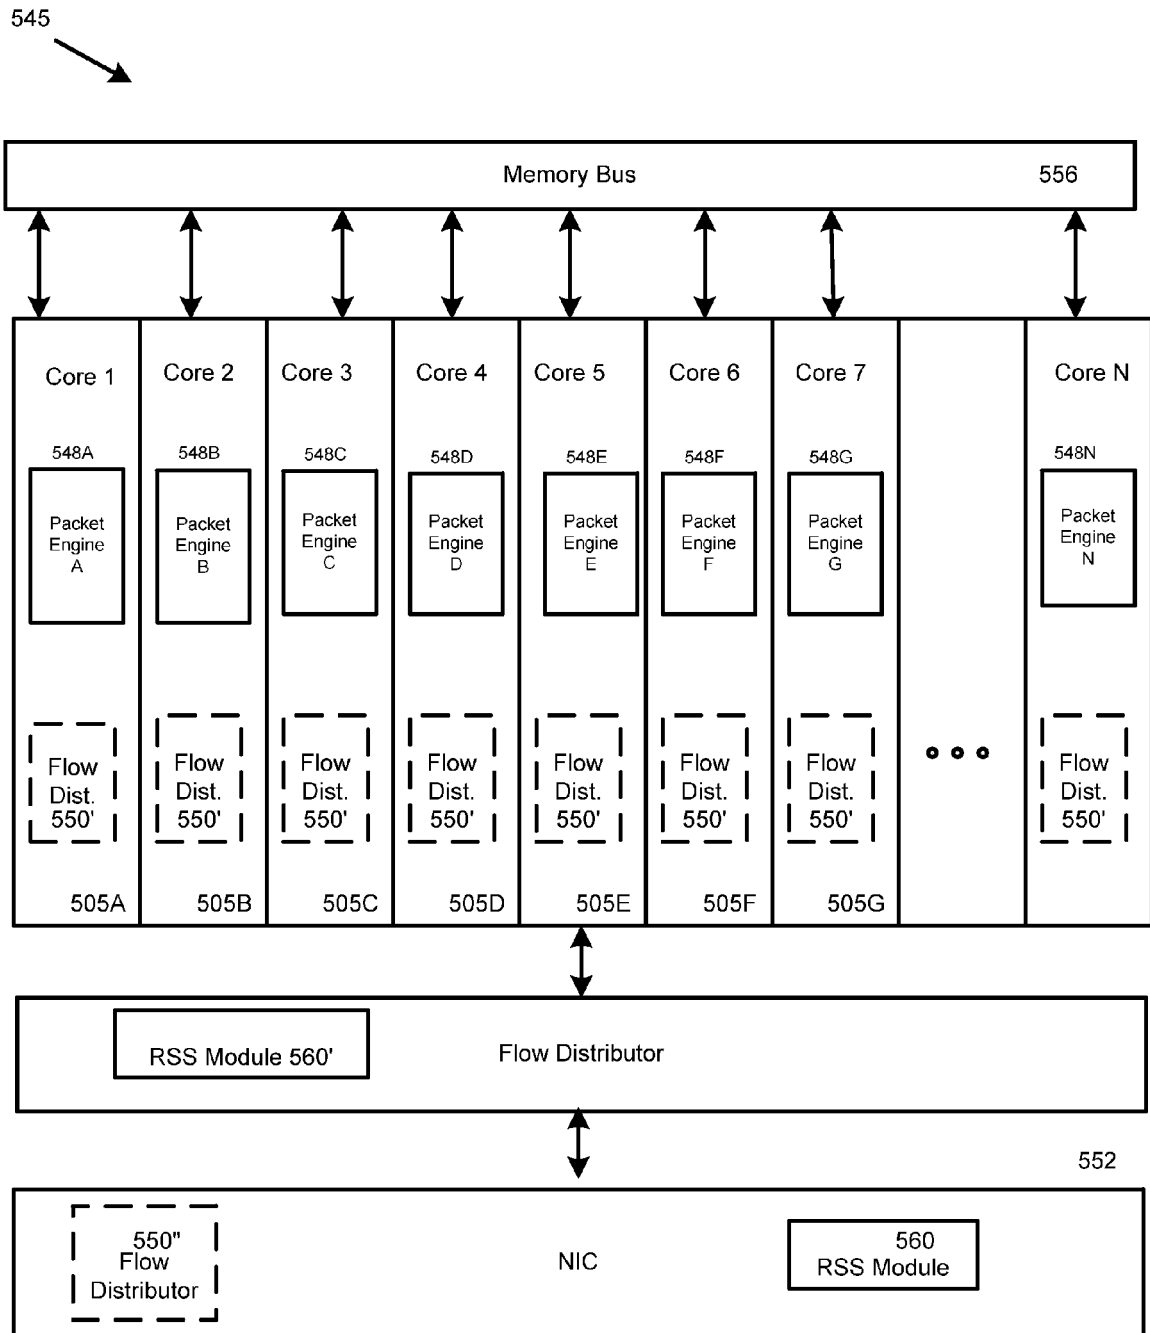 545
Memory Bus 556
Core 1 Core 2 Core 3 Core 4 Core 5 Core 6 Core 7 Core N
548A 548B 548C 548D 548E 548F 548G 548N
Packet Packet Packet Packet Packet Packet Packet Packet
Engine Engine Engine Engine Engine Engine Engine Engine
A B C D E F G N
Flow Flow Flow Flow Flow Flow Flow Flow
Dist. Dist. Dist. Dist. Dist. Dist. Dist. Dist.
550' 550' 550' 550' 550' 550' 550' 550'
505A 505B 505C 505D 505E 505F 505G
RSS Module 560' Flow Distributor
552
550"
Flow
Distributor
NIC
560
RSS Module